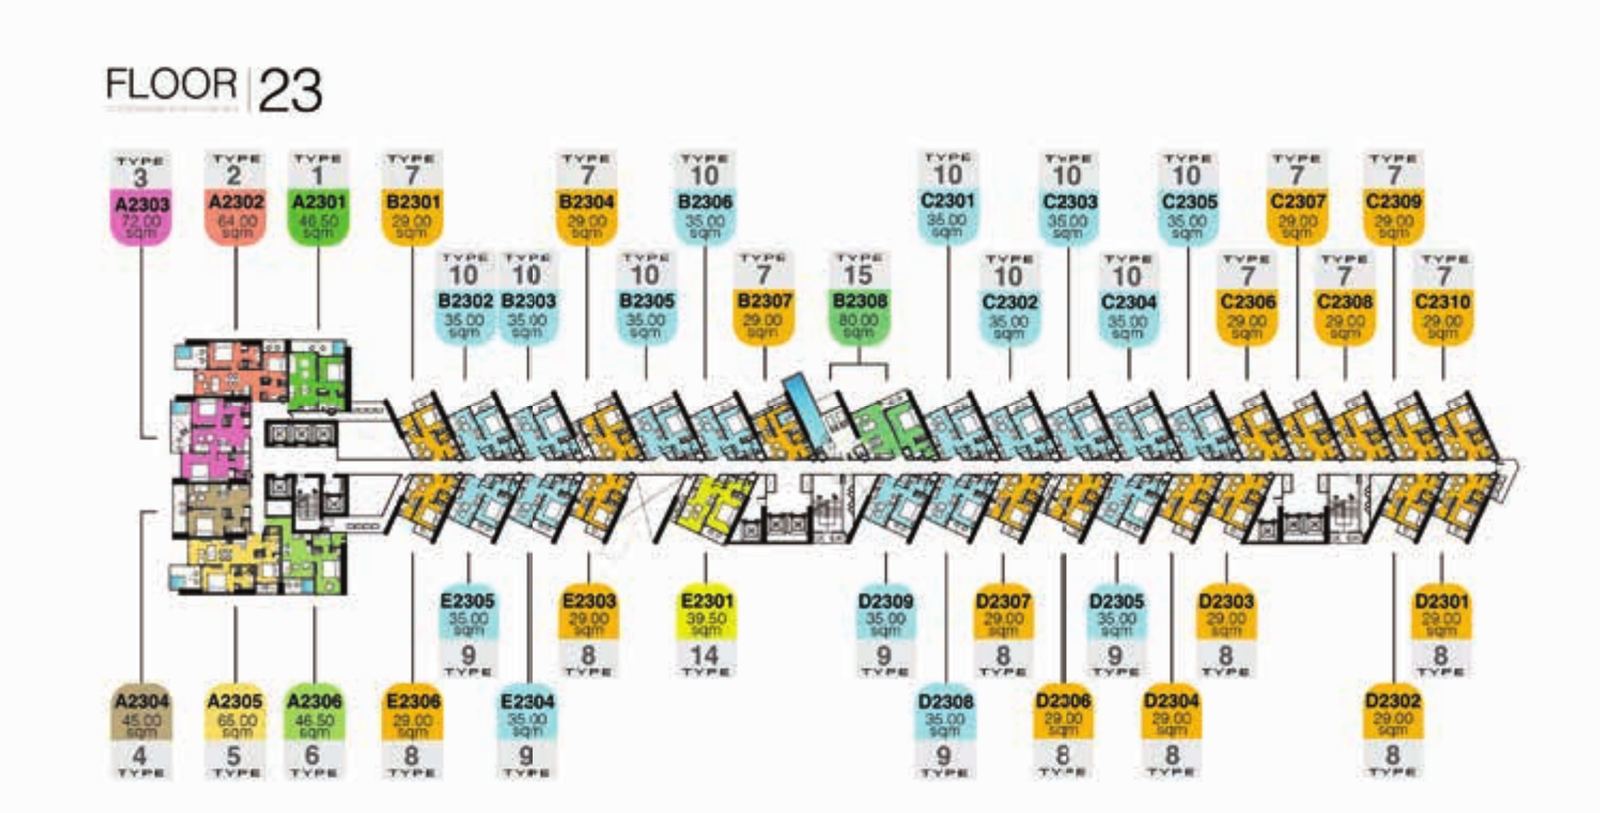 FLOOR 23
TYPE 3 A2303 72.00 sqm
TYPE 2 A2302 64.00 sqm
TYPE 1 A2301 46.50 sqm
TYPE 7 B2301 29.00 sqm
TYPE 7 B2304 29.00 sqm
TYPE 10 B2306 35.00 sqm
TYPE 10 C2301 35.00 sqm
TYPE 10 C2303 35.00 sqm
TYPE 10 C2305 35.00 sqm
TYPE 7 C2307 29.00 sqm
TYPE 7 C2309 29.00 sqm
TYPE 10 B2302 35.00 sqm
TYPE 10 B2303 35.00 sqm
TYPE 10 B2305 35.00 sqm
TYPE 7 B2307 29.00 sqm
TYPE 15 B2308 80.00 sqm
TYPE 10 C2302 35.00 sqm
TYPE 10 C2304 35.00 sqm
TYPE 7 C2306 29.00 sqm
TYPE 7 C2308 29.00 sqm
TYPE 7 C2310 29.00 sqm
E2305 35.00 sqm 9 TYPE
E2303 29.00 sqm 8 TYPE
E2301 39.50 sqm 14 TYPE
D2309 35.00 sqm 9 TYPE
D2307 29.00 sqm 8 TYPE
D2305 35.00 sqm 9 TYPE
D2303 29.00 sqm 8 TYPE
D2301 29.00 sqm 8 TYPE
A2304 45.00 sqm 4 TYPE
A2305 65.00 sqm 5 TYPE
A2306 46.50 sqm 6 TYPE
E2306 29.00 sqm 8 TYPE
E2304 35.00 sqm 9 TYPE
D2308 35.00 sqm 9 TYPE
D2306 29.00 sqm 8 TYPE
D2304 29.00 sqm 8 TYPE
D2302 29.00 sqm 8 TYPE